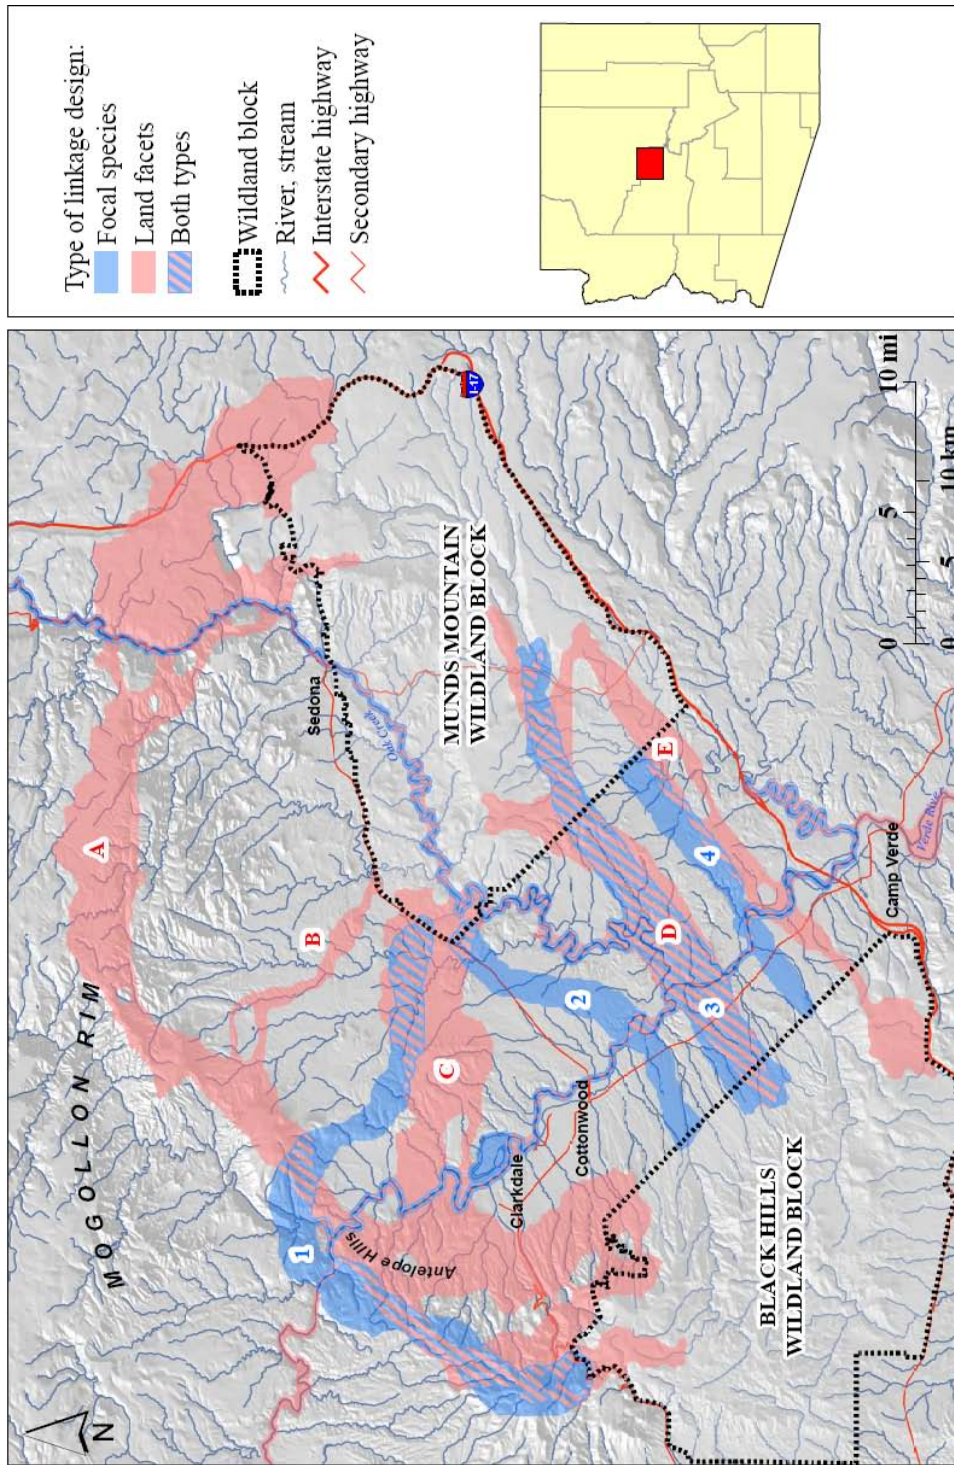 Type of linkage design:
Focal species
Land facets
Both types
Wildland block
River, stream
Interstate highway
Secondary highway
MOGOLLON RIM
A
B
C
D
E
1
2
3
4
Sedona
Oak Creek
MUNDS MOUNTAIN
WILDLAND BLOCK
I-17
Antelope Hills
Clarkdale
Cottonwood
Camp Verde
Verde River
BLACK HILLS
WILDLAND BLOCK
N
0 5 10 mi
0 5 10 km